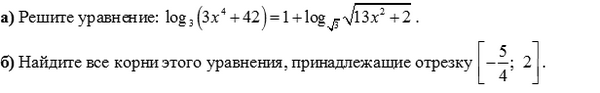 а) Решите уравнение: log₃(3x⁴+42)=1+log_√3 √(13x²+2) .
б) Найдите все корни этого уравнения, принадлежащие отрезку [−5/4; 2].